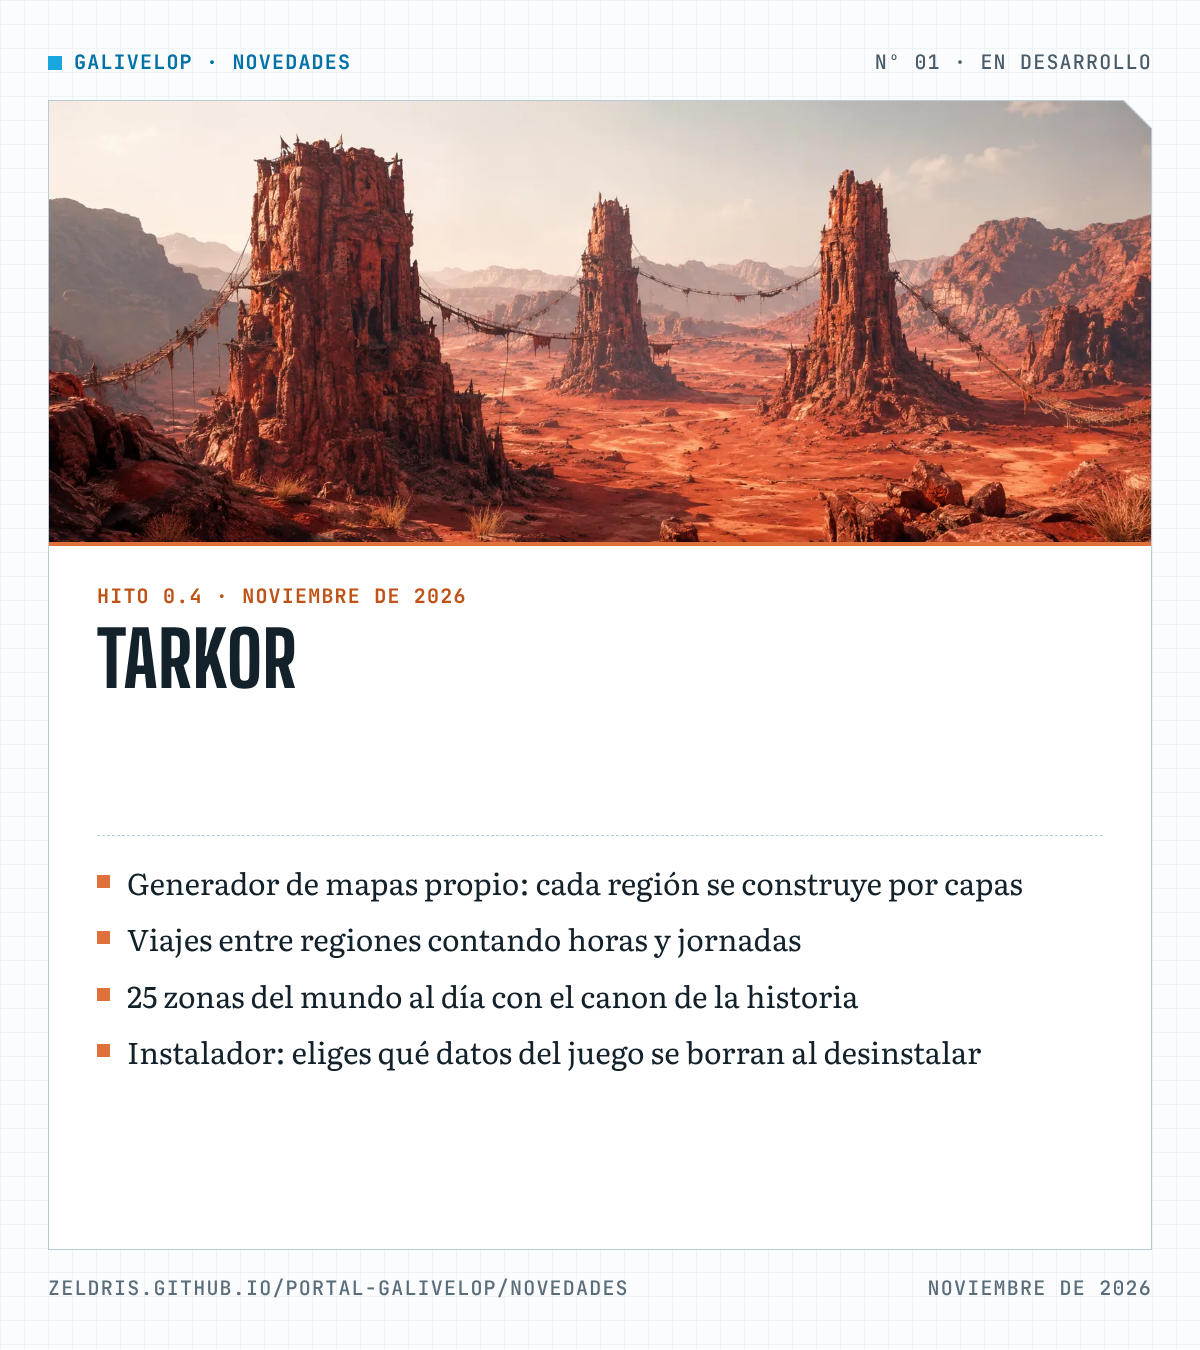 GALIVELOP · NOVEDADES
Nº 01 · EN DESARROLLO
HITO 0.4 · NOVIEMBRE DE 2026
TARKOR
Generador de mapas propio: cada región se construye por capas
Viajes entre regiones contando horas y jornadas
25 zonas del mundo al día con el canon de la historia
Instalador: eliges qué datos del juego se borran al desinstalar
ZELDRIS.GITHUB.IO/PORTAL-GALIVELOP/NOVEDADES
NOVIEMBRE DE 2026